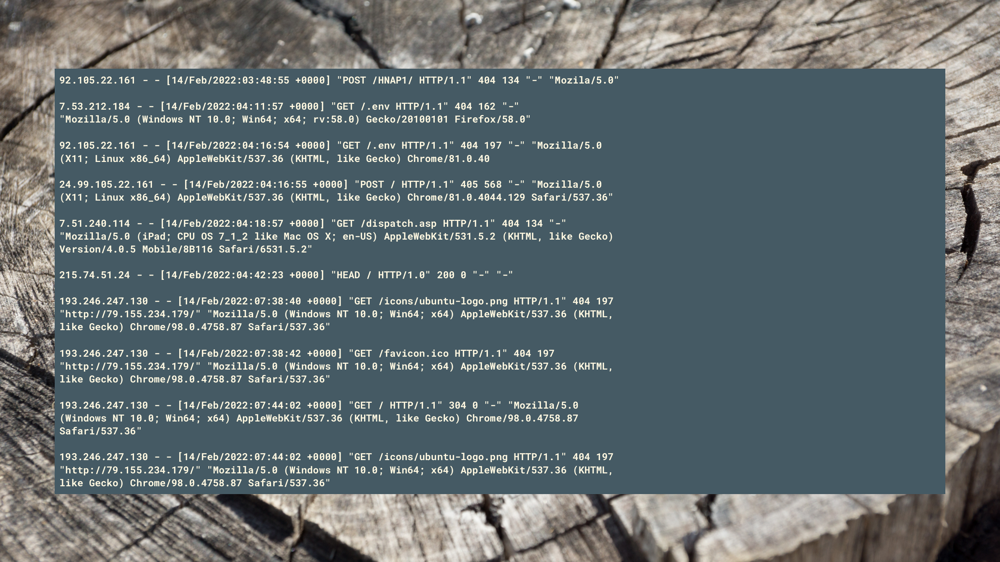 92.105.22.161 - - [14/Feb/2022:03:48:55 +0000] "POST /HNAP1/ HTTP/1.1" 404 134 "-" "Mozila/5.0"
7.53.212.184 - - [14/Feb/2022:04:11:57 +0000] "GET /.env HTTP/1.1" 404 162 "-"
"Mozilla/5.0 (Windows NT 10.0; Win64; x64; rv:58.0) Gecko/20100101 Firefox/58.0"
92.105.22.161 - - [14/Feb/2022:04:16:54 +0000] "GET /.env HTTP/1.1" 404 197 "-" "Mozilla/5.0
(X11; Linux x86_64) AppleWebKit/537.36 (KHTML, like Gecko) Chrome/81.0.40
24.99.105.22.161 - - [14/Feb/2022:04:16:55 +0000] "POST / HTTP/1.1" 405 568 "-" "Mozilla/5.0
(X11; Linux x86_64) AppleWebKit/537.36 (KHTML, like Gecko) Chrome/81.0.4044.129 Safari/537.36"
7.51.240.114 - - [14/Feb/2022:04:18:57 +0000] "GET /dispatch.asp HTTP/1.1" 404 134 "-"
"Mozilla/5.0 (iPad; CPU OS 7_1_2 like Mac OS X; en-US) AppleWebKit/531.5.2 (KHTML, like Gecko)
Version/4.0.5 Mobile/8B116 Safari/6531.5.2"
215.74.51.24 - - [14/Feb/2022:04:42:23 +0000] "HEAD / HTTP/1.0" 200 0 "-" "-"
193.246.247.130 - - [14/Feb/2022:07:38:40 +0000] "GET /icons/ubuntu-logo.png HTTP/1.1" 404 197
"http://79.155.234.179/" "Mozilla/5.0 (Windows NT 10.0; Win64; x64) AppleWebKit/537.36 (KHTML,
like Gecko) Chrome/98.0.4758.87 Safari/537.36"
193.246.247.130 - - [14/Feb/2022:07:38:42 +0000] "GET /favicon.ico HTTP/1.1" 404 197
"http://79.155.234.179/" "Mozilla/5.0 (Windows NT 10.0; Win64; x64) AppleWebKit/537.36 (KHTML,
like Gecko) Chrome/98.0.4758.87 Safari/537.36"
193.246.247.130 - - [14/Feb/2022:07:44:02 +0000] "GET / HTTP/1.1" 304 0 "-" "Mozilla/5.0
(Windows NT 10.0; Win64; x64) AppleWebKit/537.36 (KHTML, like Gecko) Chrome/98.0.4758.87
Safari/537.36"
193.246.247.130 - - [14/Feb/2022:07:44:02 +0000] "GET /icons/ubuntu-logo.png HTTP/1.1" 404 197
"http://79.155.234.179/" "Mozilla/5.0 (Windows NT 10.0; Win64; x64) AppleWebKit/537.36 (KHTML,
like Gecko) Chrome/98.0.4758.87 Safari/537.36"